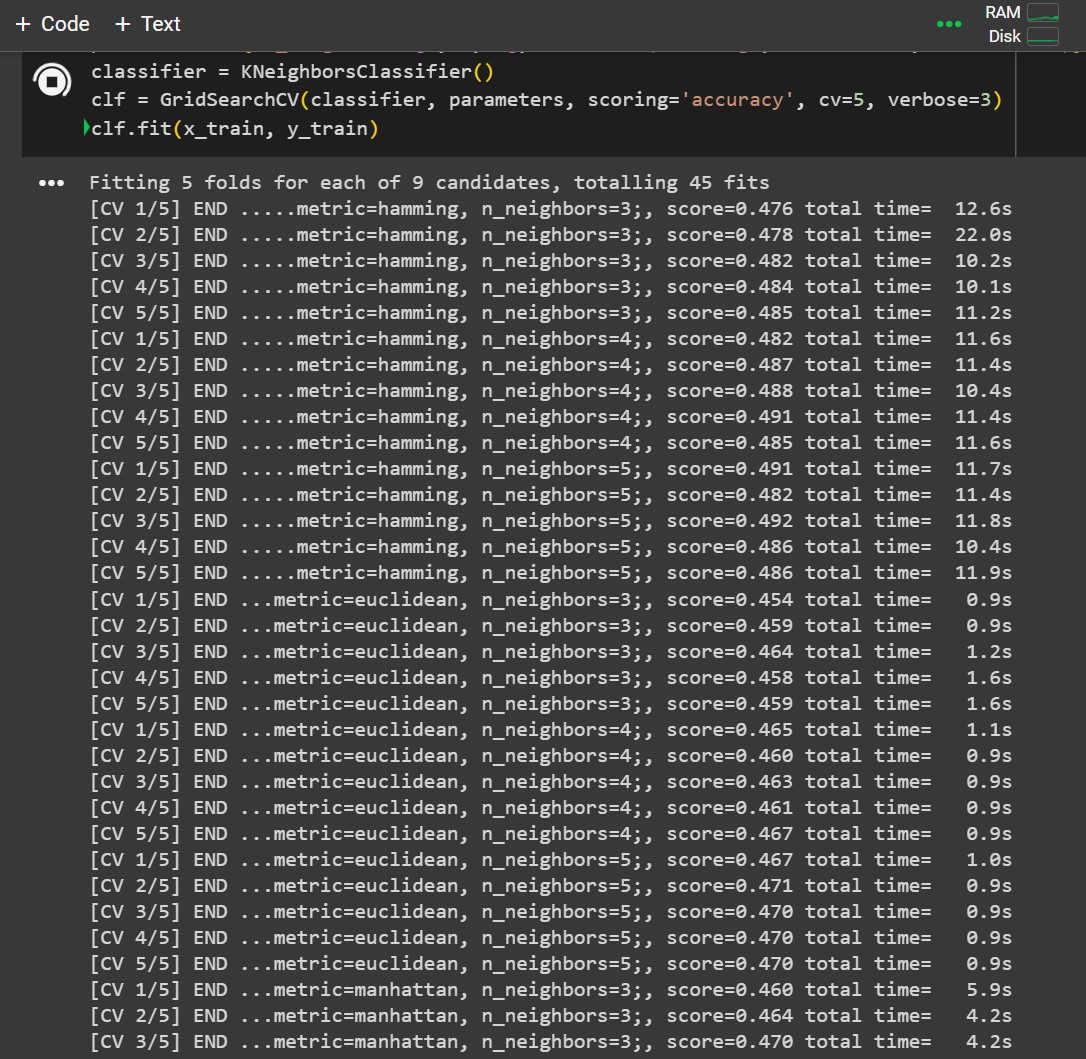 + Code + Text
RAM
Disk
classifier = KNeighborsClassifier()
clf = GridSearchCV(classifier, parameters, scoring='accuracy', cv=5, verbose=3)
clf.fit(x_train, y_train)
Fitting 5 folds for each of 9 candidates, totalling 45 fits
[CV 1/5] END .....metric=hamming, n_neighbors=3;, score=0.476 total time=  12.6s
[CV 2/5] END .....metric=hamming, n_neighbors=3;, score=0.478 total time=  22.0s
[CV 3/5] END .....metric=hamming, n_neighbors=3;, score=0.482 total time=  10.2s
[CV 4/5] END .....metric=hamming, n_neighbors=3;, score=0.484 total time=  10.1s
[CV 5/5] END .....metric=hamming, n_neighbors=3;, score=0.485 total time=  11.2s
[CV 1/5] END .....metric=hamming, n_neighbors=4;, score=0.482 total time=  11.6s
[CV 2/5] END .....metric=hamming, n_neighbors=4;, score=0.487 total time=  11.4s
[CV 3/5] END .....metric=hamming, n_neighbors=4;, score=0.488 total time=  10.4s
[CV 4/5] END .....metric=hamming, n_neighbors=4;, score=0.491 total time=  11.4s
[CV 5/5] END .....metric=hamming, n_neighbors=4;, score=0.485 total time=  11.6s
[CV 1/5] END .....metric=hamming, n_neighbors=5;, score=0.491 total time=  11.7s
[CV 2/5] END .....metric=hamming, n_neighbors=5;, score=0.482 total time=  11.4s
[CV 3/5] END .....metric=hamming, n_neighbors=5;, score=0.492 total time=  11.8s
[CV 4/5] END .....metric=hamming, n_neighbors=5;, score=0.486 total time=  10.4s
[CV 5/5] END .....metric=hamming, n_neighbors=5;, score=0.486 total time=  11.9s
[CV 1/5] END ...metric=euclidean, n_neighbors=3;, score=0.454 total time=   0.9s
[CV 2/5] END ...metric=euclidean, n_neighbors=3;, score=0.459 total time=   0.9s
[CV 3/5] END ...metric=euclidean, n_neighbors=3;, score=0.464 total time=   1.2s
[CV 4/5] END ...metric=euclidean, n_neighbors=3;, score=0.458 total time=   1.6s
[CV 5/5] END ...metric=euclidean, n_neighbors=3;, score=0.459 total time=   1.6s
[CV 1/5] END ...metric=euclidean, n_neighbors=4;, score=0.465 total time=   1.1s
[CV 2/5] END ...metric=euclidean, n_neighbors=4;, score=0.460 total time=   0.9s
[CV 3/5] END ...metric=euclidean, n_neighbors=4;, score=0.463 total time=   0.9s
[CV 4/5] END ...metric=euclidean, n_neighbors=4;, score=0.461 total time=   0.9s
[CV 5/5] END ...metric=euclidean, n_neighbors=4;, score=0.467 total time=   0.9s
[CV 1/5] END ...metric=euclidean, n_neighbors=5;, score=0.467 total time=   1.0s
[CV 2/5] END ...metric=euclidean, n_neighbors=5;, score=0.471 total time=   0.9s
[CV 3/5] END ...metric=euclidean, n_neighbors=5;, score=0.470 total time=   0.9s
[CV 4/5] END ...metric=euclidean, n_neighbors=5;, score=0.470 total time=   0.9s
[CV 5/5] END ...metric=euclidean, n_neighbors=5;, score=0.470 total time=   0.9s
[CV 1/5] END ...metric=manhattan, n_neighbors=3;, score=0.460 total time=   5.9s
[CV 2/5] END ...metric=manhattan, n_neighbors=3;, score=0.464 total time=   4.2s
[CV 3/5] END ...metric=manhattan, n_neighbors=3;, score=0.470 total time=   4.2s